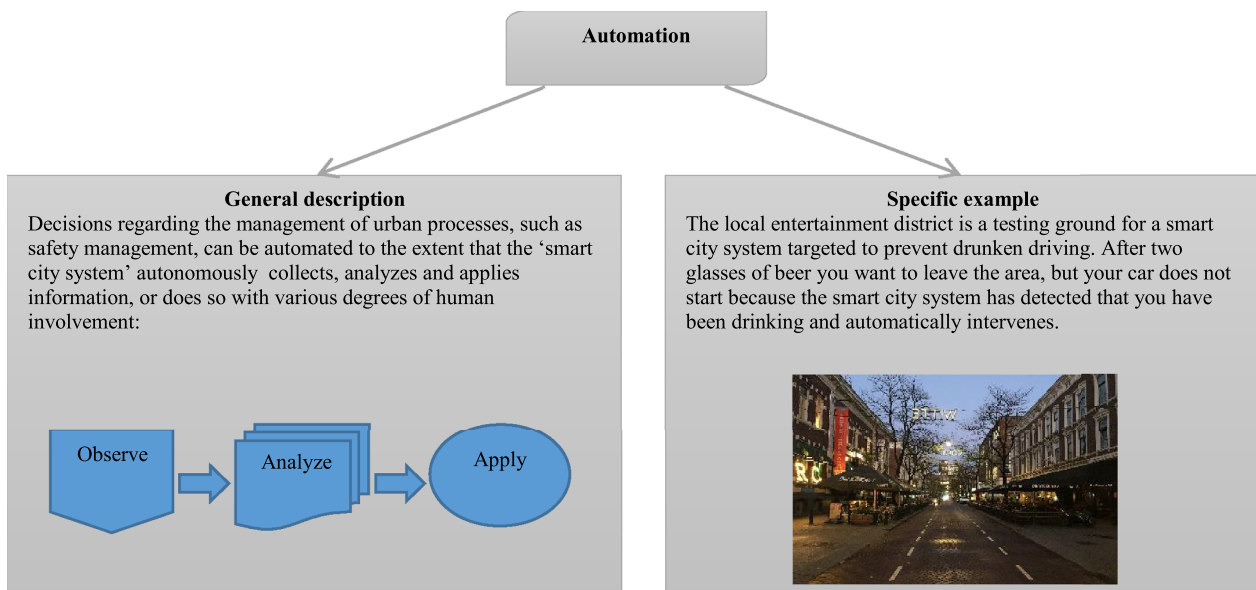 Automation
General description
Decisions regarding the management of urban processes, such as
safety management, can be automated to the extent that the ‘smart
city system’ autonomously  collects, analyzes and applies
information, or does so with various degrees of human
involvement:
Observe
Analyze
Apply
Specific example
The local entertainment district is a testing ground for a smart
city system targeted to prevent drunken driving. After two
glasses of beer you want to leave the area, but your car does not
start because the smart city system has detected that you have
been drinking and automatically intervenes.